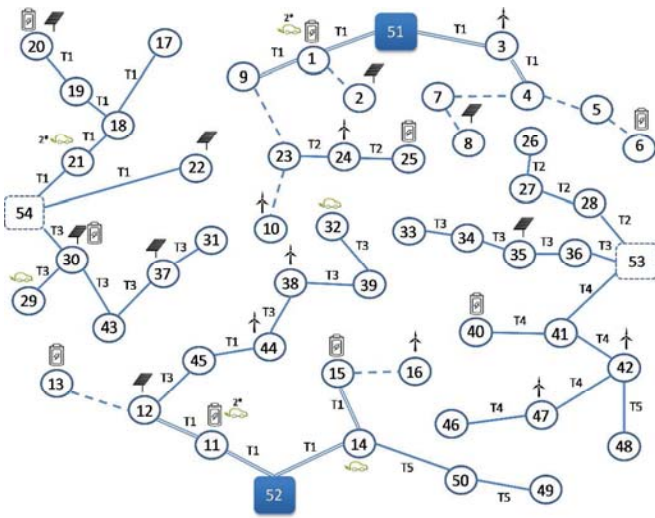 2* 51
20 17 T1 T1 3
T1 1 T1
T1 9 T1
19 T1 2 7 4 5
18 8 6
2* T1 26
21 T1 22 23 T2 24 T2 25 T2
T1 27 T2 28
54 10 32 33 T3 34 T3 35 T3 36 T3 T2
T3 31 53
30 T3 37 T3
T3 T3 38 T3 39 T4
29 T3 40 T4 41
43 T3 44 T4
45 T1 42
13 T3 15 16 T4
12 2* T1 46 T4 47 T5
T1 11 14 48
T1 T1 T5
52 50 T5 49